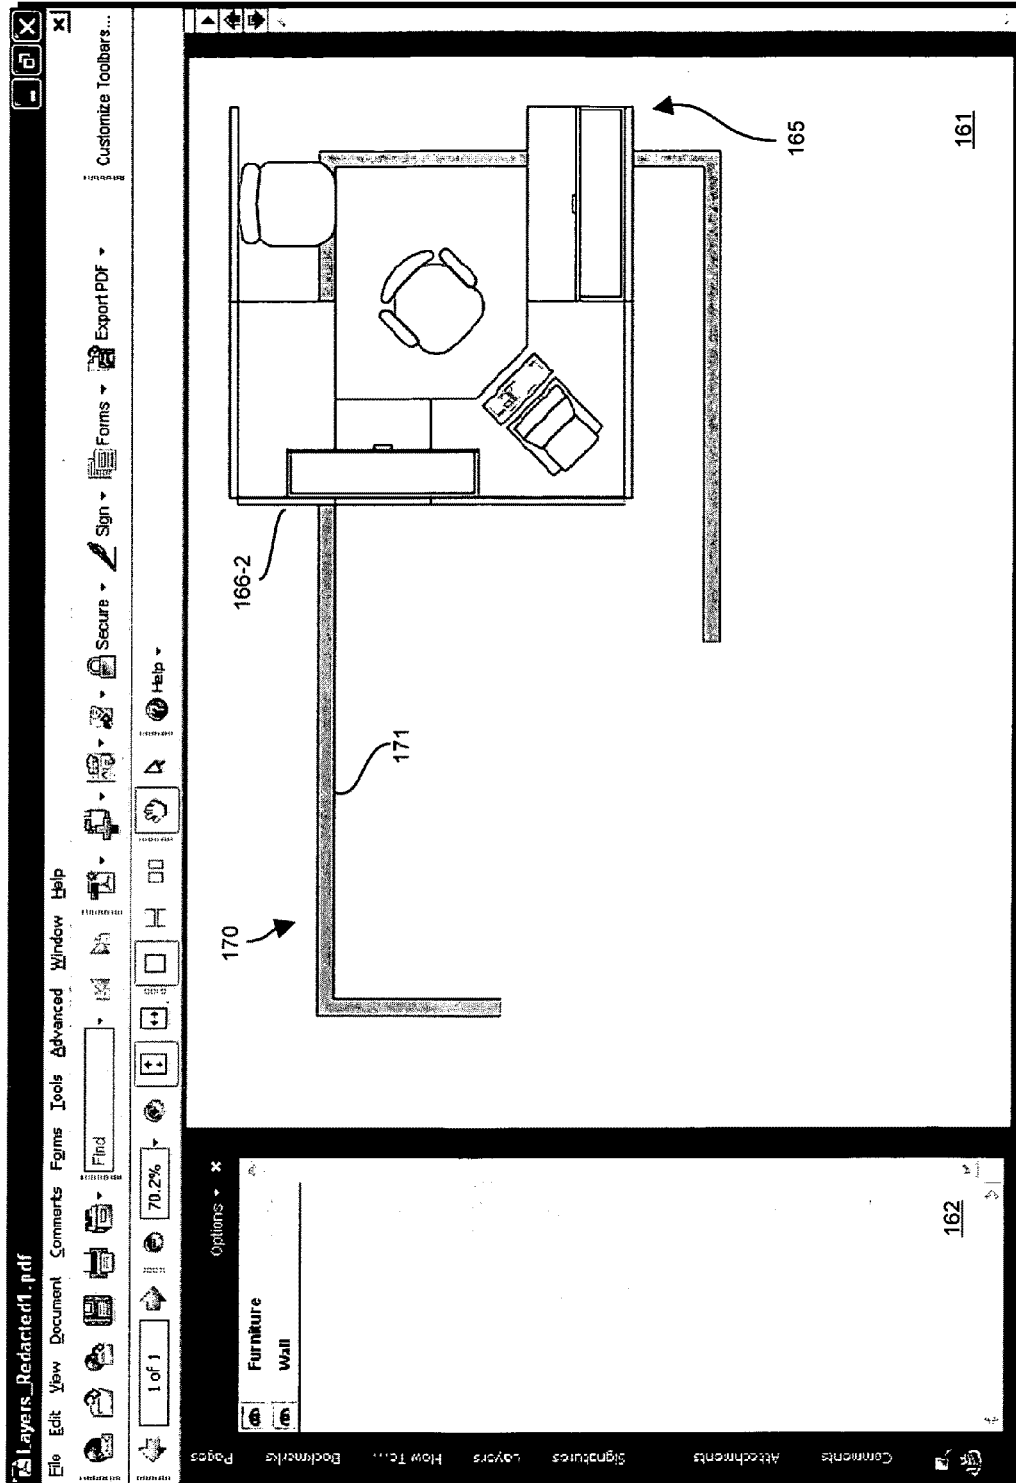 Layers_Redacted1.pdf
File Edit View Document Comments Forms Tools Advanced Window Help
Find
Secure Sign Forms Export PDF Customize Toolbars...
1 of 1 70.2% Help
Options
Furniture
Wall
Pages
Bookmarks
How To...
Layers
Signatures
Attachments
Comments
162
170
171
166-2
165
161